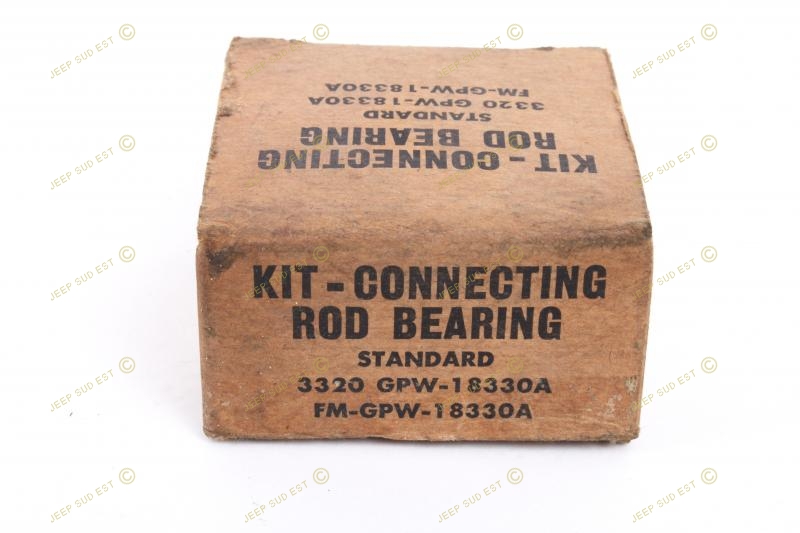 KIT-CONNECTING
ROD BEARING
STANDARD
3320 GPW-18330A
FM-GPW-18330A
KIT-CONNECTING
ROD BEARING
STANDARD
3320 GPW-18330A
FM-GPW-18330A
JEEP SUD EST ©